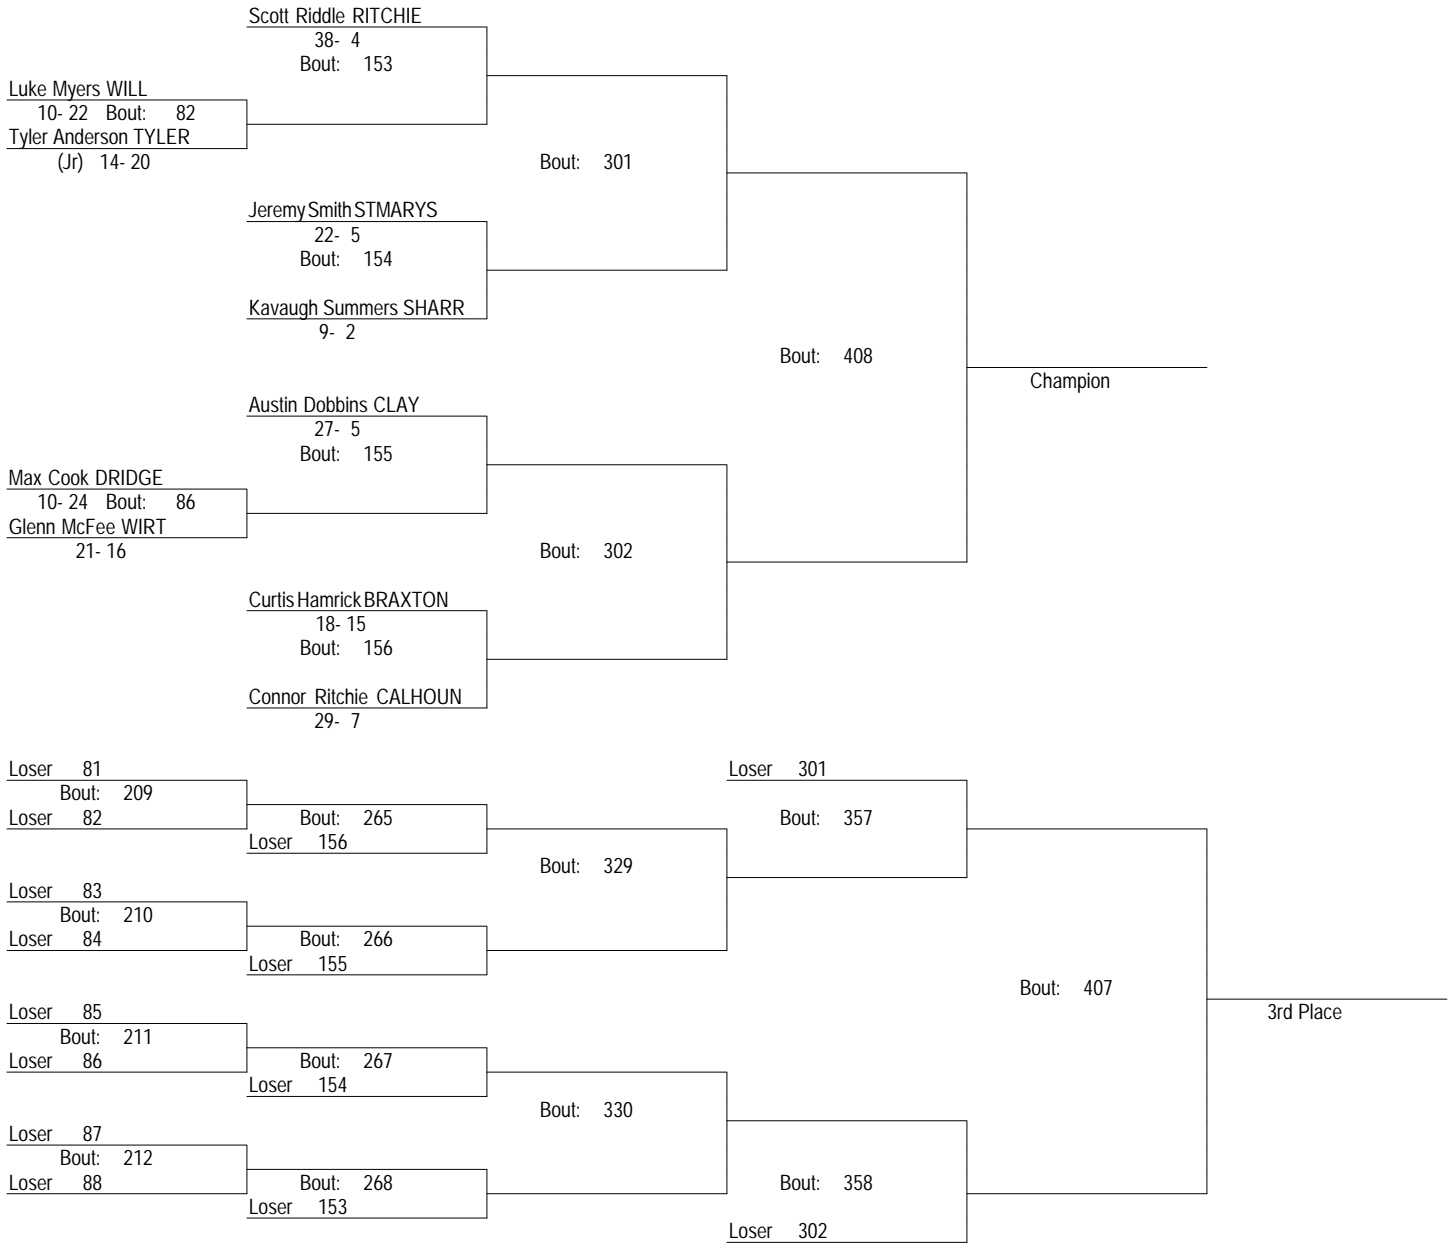 Scott Riddle RITCHIE
38- 4
Bout: 153
Luke Myers WILL
10- 22 Bout: 82
Tyler Anderson TYLER
(Jr) 14- 20
Bout: 301
Jeremy Smith STMARYS
22- 5
Bout: 154
Kavaugh Summers SHARR
9- 2
Bout: 408
Champion
Austin Dobbins CLAY
27- 5
Bout: 155
Max Cook DRIDGE
10- 24 Bout: 86
Glenn McFee WIRT
21- 16
Bout: 302
Curtis Hamrick BRAXTON
18- 15
Bout: 156
Connor Ritchie CALHOUN
29- 7
Loser 81
Bout: 209
Loser 82
Bout: 265
Loser 156
Bout: 329
Loser 301
Bout: 357
Loser 83
Bout: 210
Loser 84
Bout: 266
Loser 155
Bout: 407
3rd Place
Loser 85
Bout: 211
Loser 86
Bout: 267
Loser 154
Bout: 330
Loser 87
Bout: 212
Loser 88
Bout: 268
Loser 153
Bout: 358
Loser 302